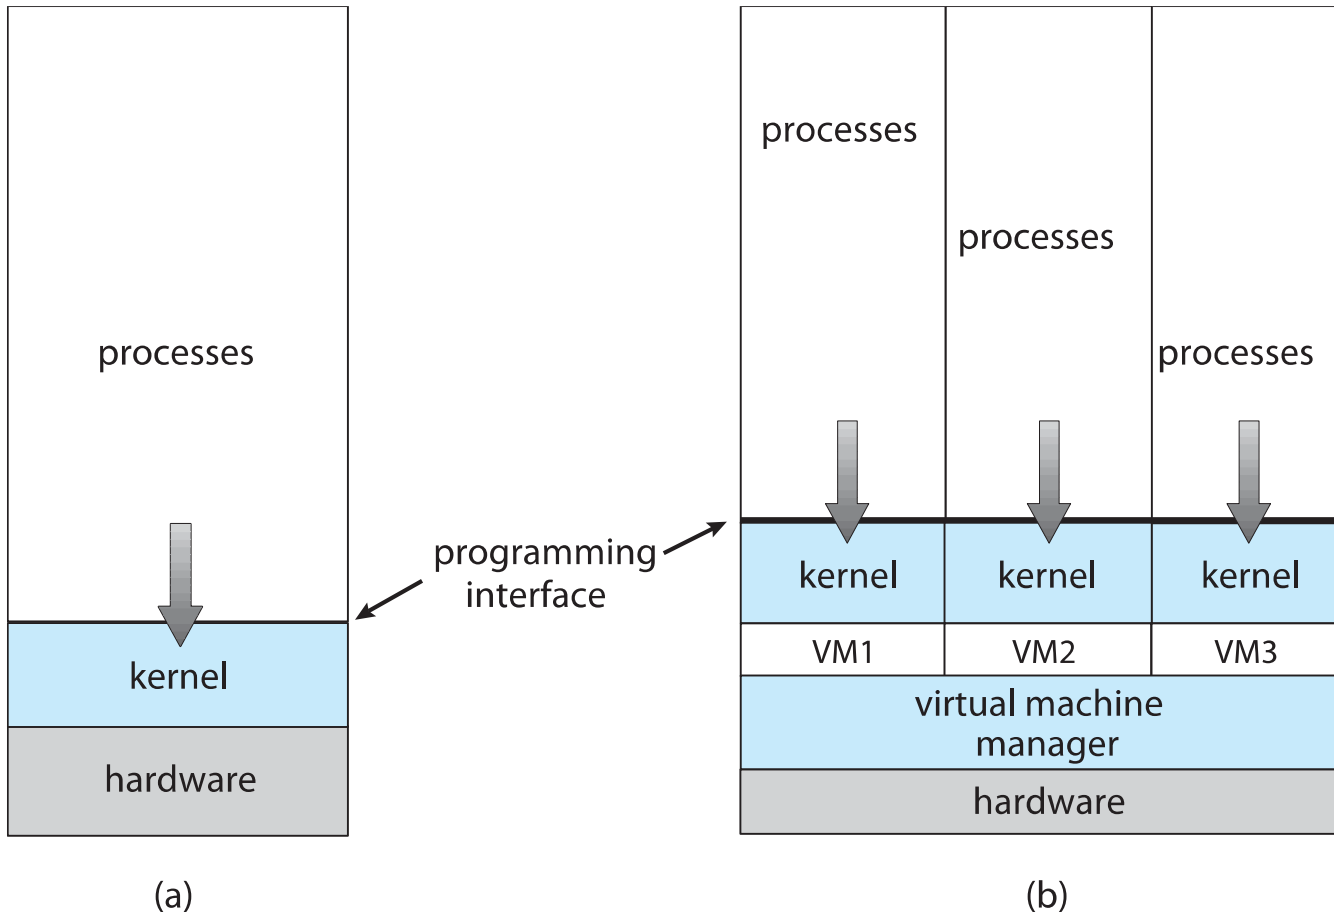 processes
kernel
hardware
(a)
programming
interface
processes
processes
processes
kernel
kernel
kernel
VM1
VM2
VM3
virtual machine
manager
hardware
(b)